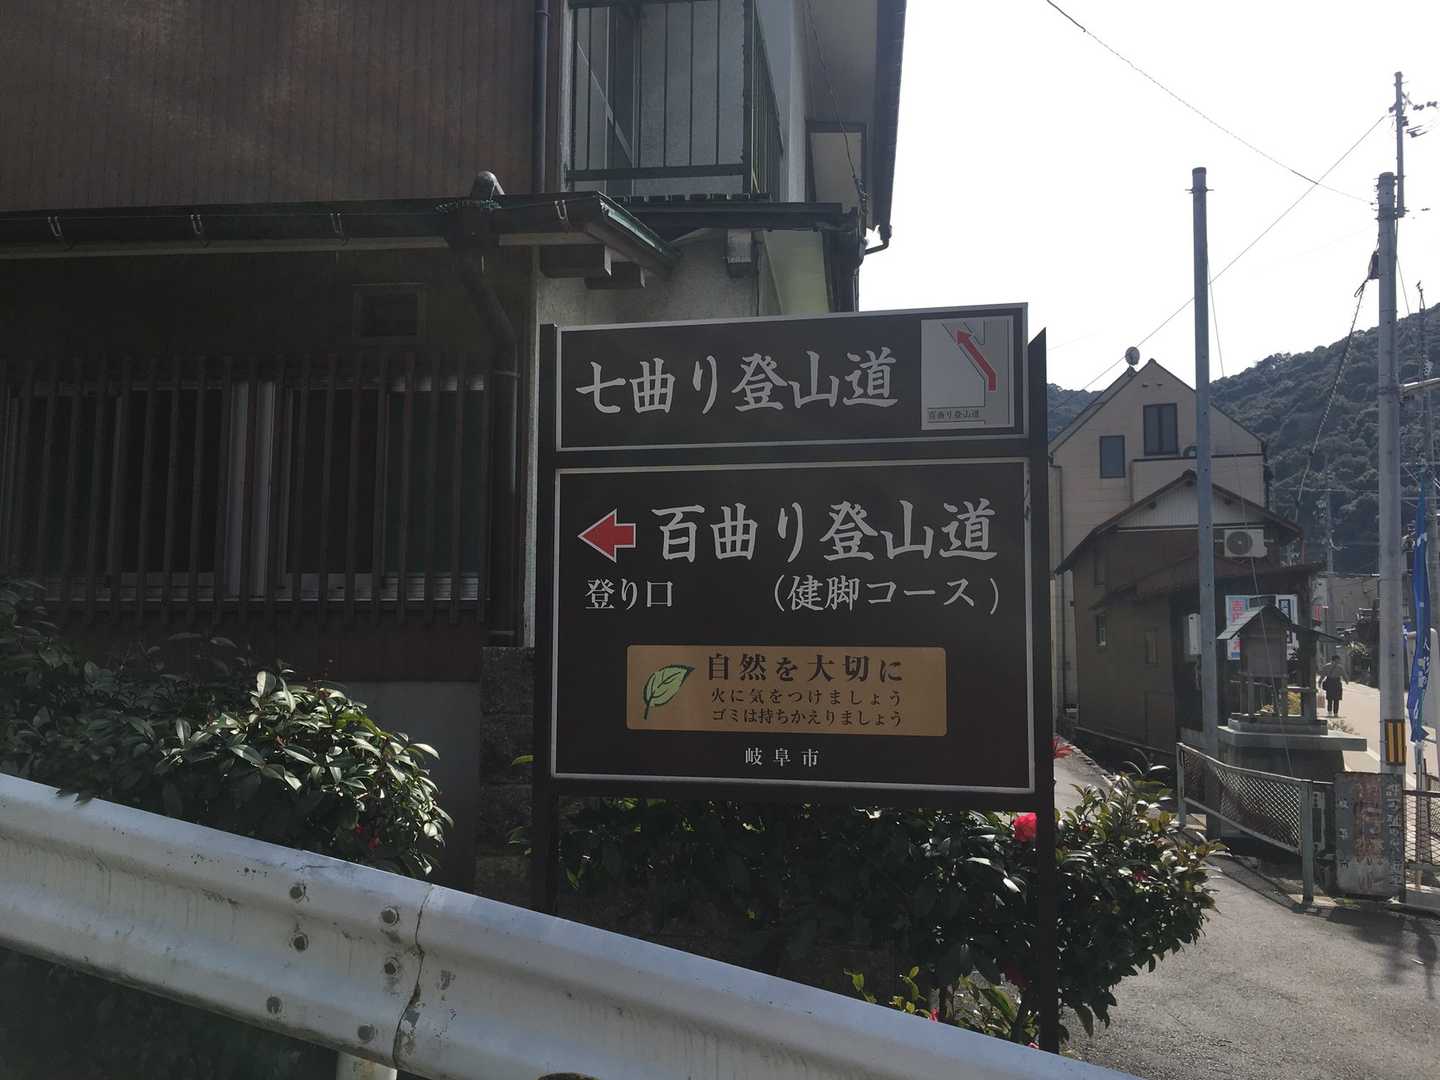 七曲り登山道
百曲り登山道
百曲り登山道
登り口
(健脚コース)
自然を大切に
火に気をつけましょう
ゴミは持ちかえりましょう
岐阜市